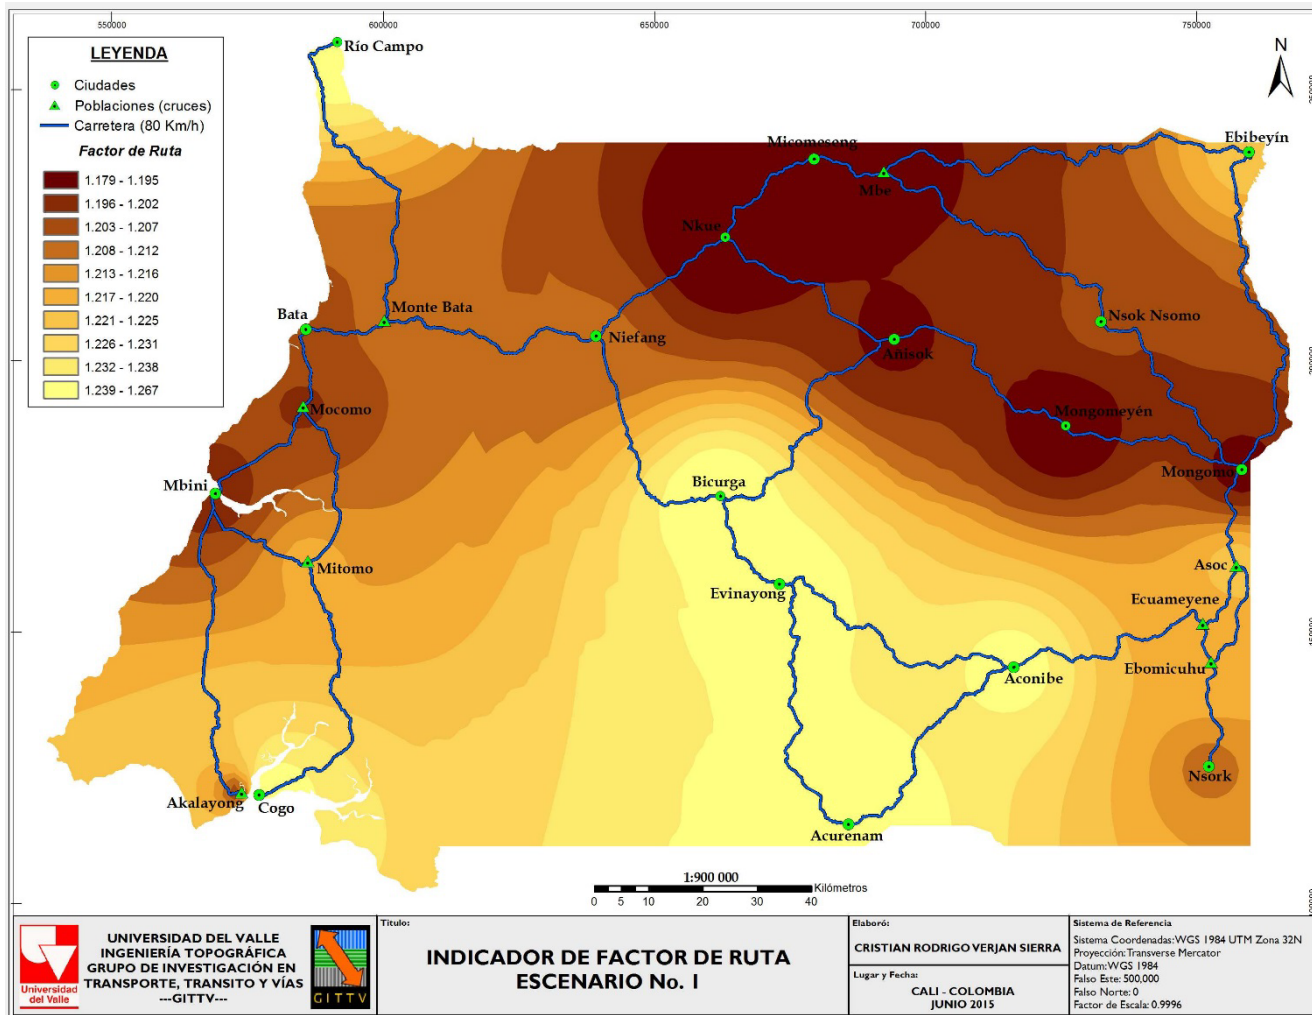 550000
600000
650000
700000
750000
LEYENDA
Ciudades
Poblaciones (cruces)
Carretera (80 Km/h)
Factor de Ruta
1.179 - 1.195
1.196 - 1.202
1.203 - 1.207
1.208 - 1.212
1.213 - 1.216
1.217 - 1.220
1.221 - 1.225
1.226 - 1.231
1.232 - 1.238
1.239 - 1.267
N
Río Campo
Micomeseng
Ebibeyín
Mbe
Nkue
Bata
Monte Bata
Niefang
Anisok
Nsok Nsomo
Mocomo
Mongomeyén
Mbini
Bicurga
Mongomo
Mitomo
Evinayong
Asoc
Ecuameyene
Aconibe
Ebomicuhu
Nsork
Akalayong
Cogo
Acurenam
1:900 000
Kilómetros
0 5 10 20 30 40
Universidad
del Valle
UNIVERSIDAD DEL VALLE
INGENIERÍA TOPOGRÁFICA
GRUPO DE INVESTIGACIÓN EN
TRANSPORTE, TRANSITO Y VÍAS
---GITTV---
GITTV
Titulo:
INDICADOR DE FACTOR DE RUTA
ESCENARIO No. 1
Elaboró:
CRISTIAN RODRIGO VERJAN SIERRA
Lugar y Fecha:
CALI - COLOMBIA
JUNIO 2015
Sistema de Referencia
Sistema Coordenadas: WGS 1984 UTM Zona 32N
Proyección: Transverse Mercator
Datum: WGS 1984
Falso Este: 500,000
Falso Norte: 0
Factor de Escala: 0.9996